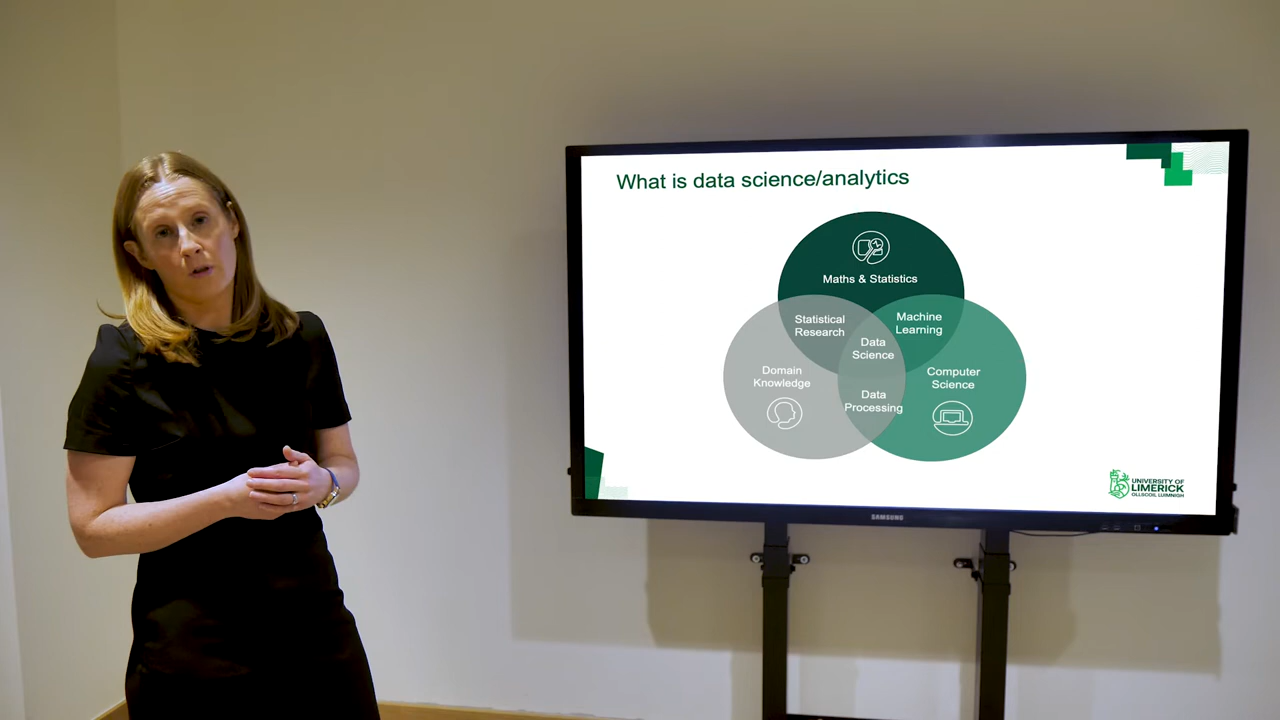 What is data science/analytics
Maths & Statistics
Statistical
Research
Machine
Learning
Data
Science
Domain
Knowledge
Computer
Science
Data
Processing
UNIVERSITY OF
LIMERICK
OLLSCOIL LUIMNIGH
SAMSUNG